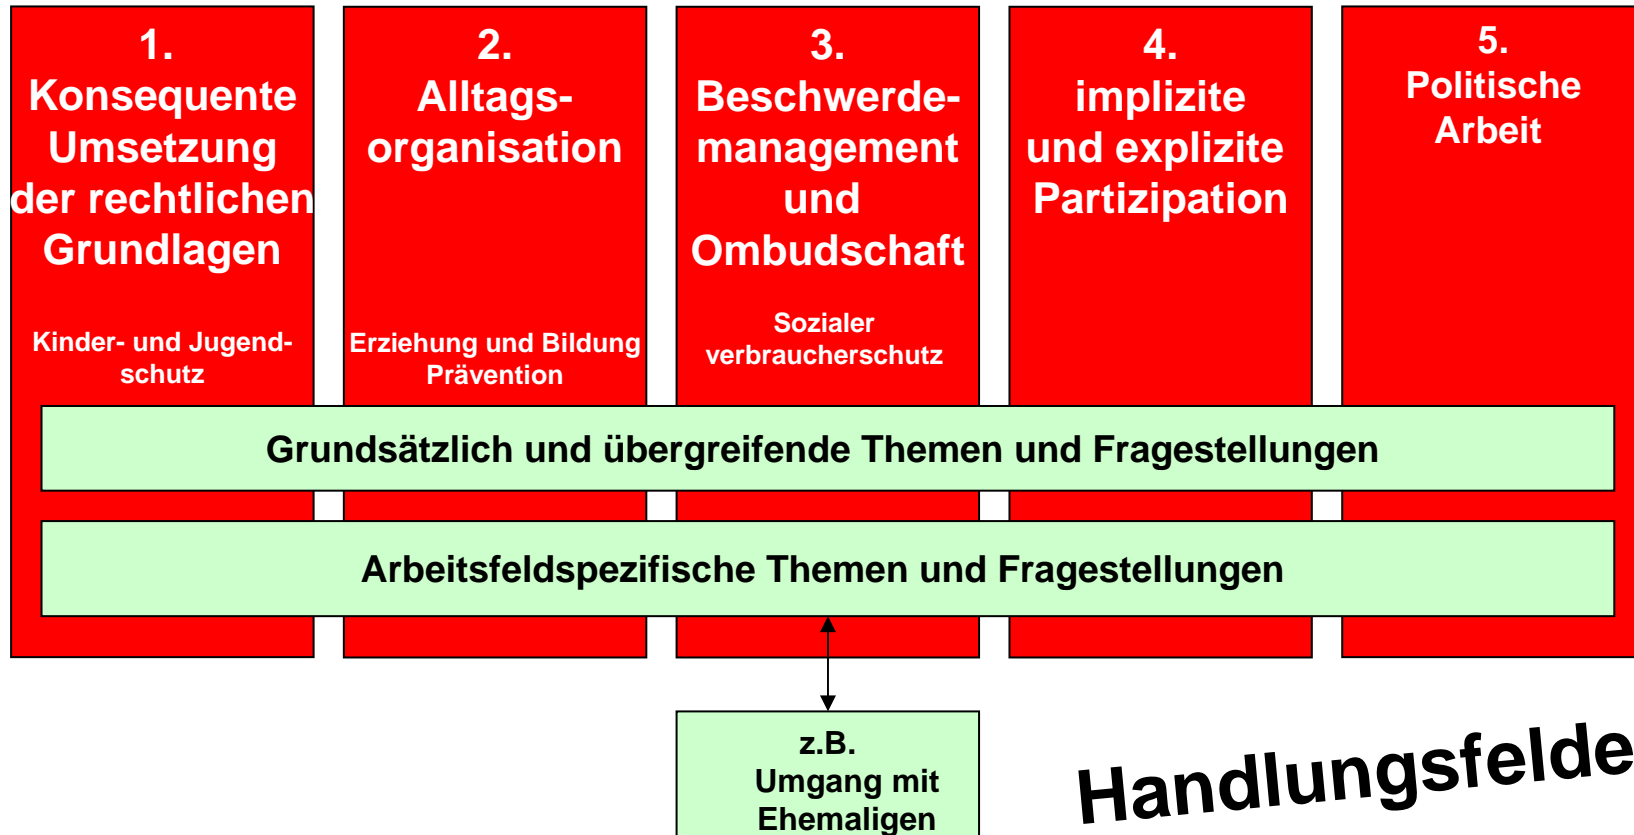 1.
Konsequente
Umsetzung
der rechtlichen
Grundlagen
Kinder- und Jugend-
schutz
2.
Alltags-
organisation
Erziehung und Bildung
Prävention
3.
Beschwerde-
management
und
Ombudschaft
Sozialer
verbraucherschutz
4.
implizite
und explizite
Partizipation
5.
Politische
Arbeit
Grundsätzlich und übergreifende Themen und Fragestellungen
Arbeitsfeldspezifische Themen und Fragestellungen
z.B.
Umgang mit
Ehemaligen
Handlungsfelde